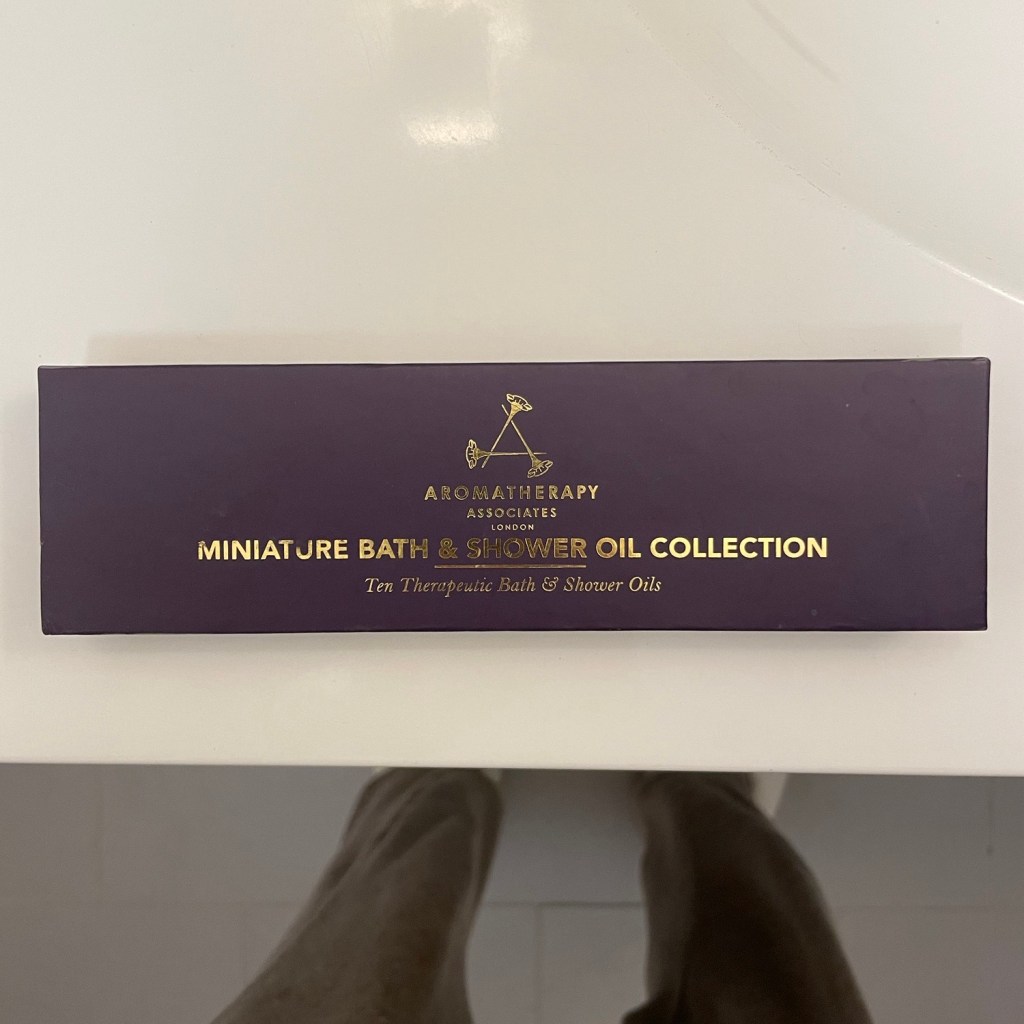 AROMATHERAPY
ASSOCIATES
LONDON
MINIATURE BATH & SHOWER OIL COLLECTION
Ten Therapeutic Bath & Shower Oils